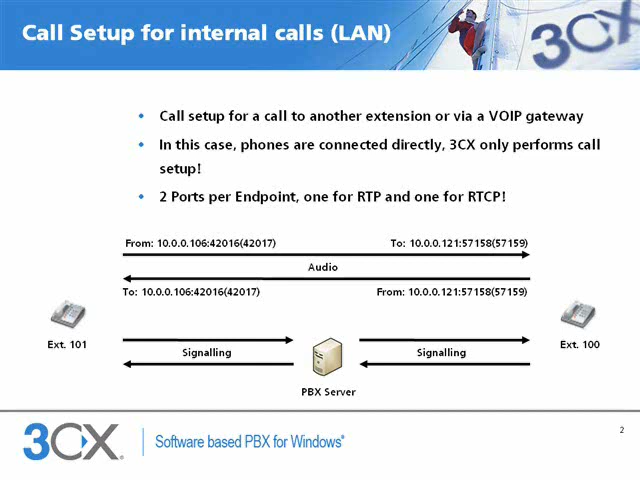 Call Setup for internal calls (LAN)
3CX
• Call setup for a call to another extension or via a VOIP gateway
• In this case, phones are connected directly, 3CX only performs call
setup!
• 2 Ports per Endpoint, one for RTP and one for RTCP!
From: 10.0.0.106:42016(42017) To: 10.0.0.121:57158(57159)
Audio
To: 10.0.0.106:42016(42017) From: 10.0.0.121:57158(57159)
Ext. 101
Signalling
Signalling
Ext. 100
PBX Server
2
3CX®
Software based PBX for Windows®